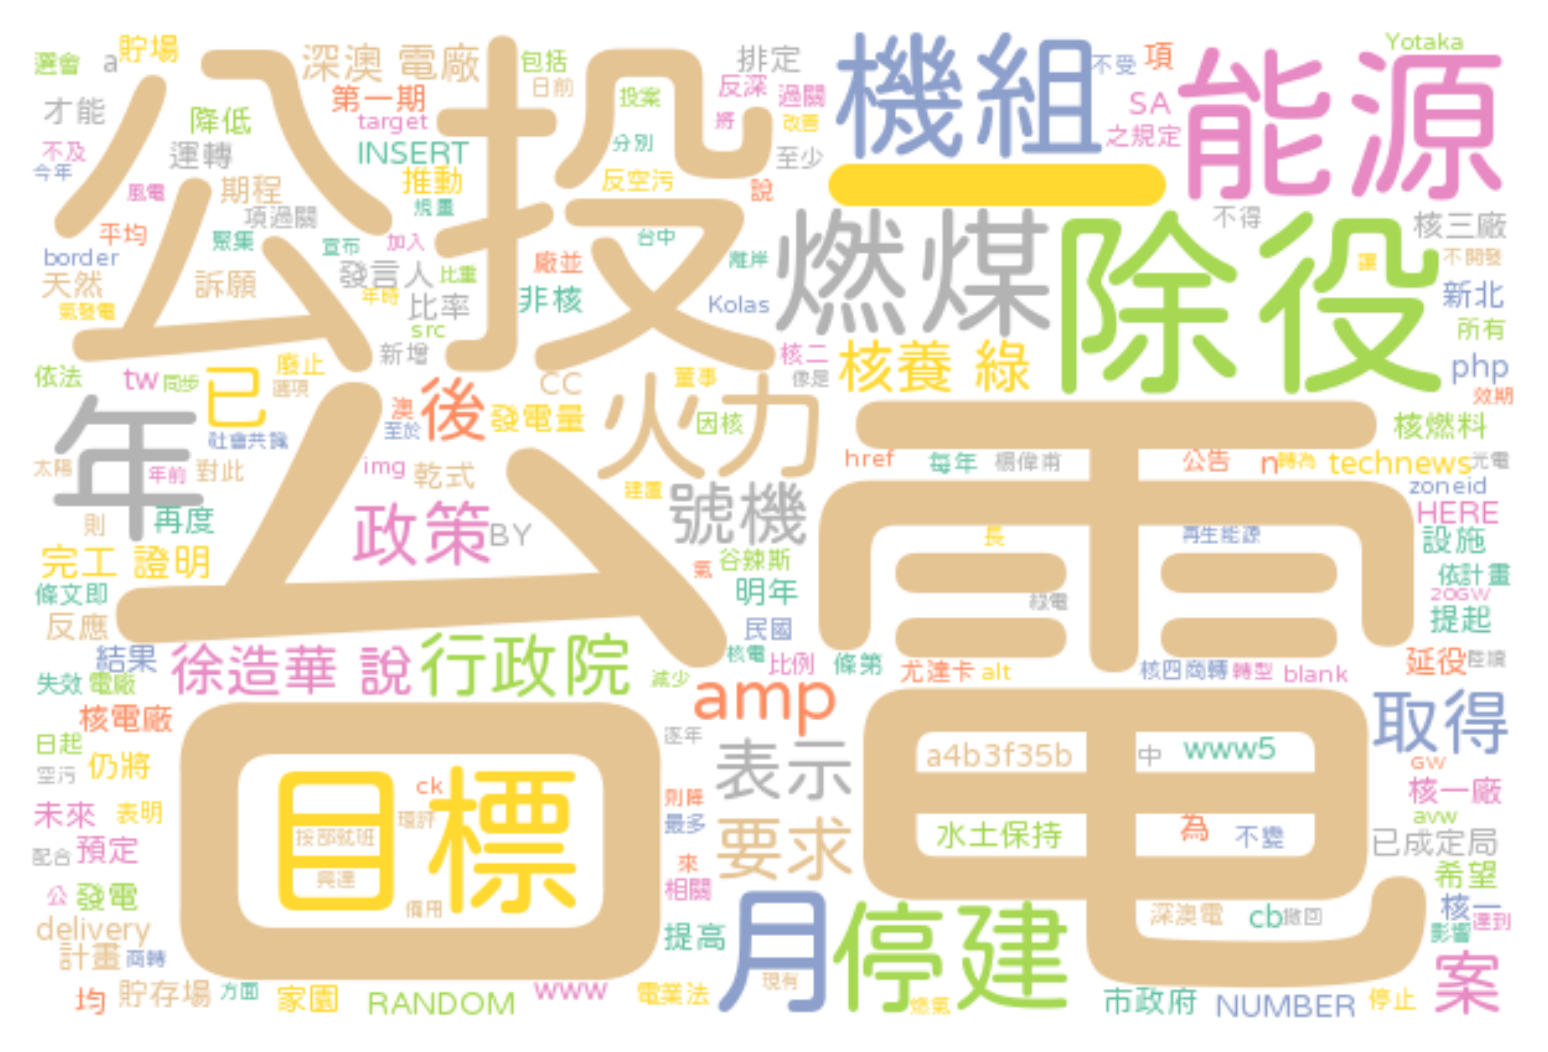 選會 a 貯場
公投
深澳 電廠
包括
日前
排定
機組
不受
項
Yotaka
能源
才能
降低
第一期
target
投案
反深
過關
將
改善
SA
之規定
不及
今年
運轉
INSERT
分別
至少
風電
期程
推動
反空污
說
一
平均
項過關
規畫
燃煤
除役
不得
核三廠
border
聚集
宣布
加入
台中
離岸
讓
不開發
天然
訴願
發言人
比重
廠並
新北
氣發電
年時
比率
非核
Kolas
所有
src
新增
核二
像是
核養 綠
php
依法
tw
同步
已
廢止
選項
CC
火力
董事
效期
台電
年
澳
後
發電量
因核
核燃料
社會共識
至於
太陽
年前
對此
img
乾式
href
每年
楊偉甫
公告
n
轉為
technews
光電
建置
號機
zoneid
則
再度
政策
BY
長
再生能源
HERE
設施
完工 證明
氣
谷辣斯
依計畫
條文即
明年
綠電
20GW
提起
反應
民國
結果
徐造華 說
行政院
核電
比例
條第
尤達卡
alt
核四商轉
轉型
blank
延役
陸續
失效
電廠
減少
amp
核電廠
取得
日起
逐年
表示
a4b3f35b
中
www5
GW
空污
仍將
目標
ck
則降
核一廠
未來
表明
按部就班
環評
最多
要求
水土保持
為
不變
avw
已成定局
配合
預定
興達
來
希望
公
發電
備用
相關
月
停建
深澳電
cb
撤回
核一
達到
delivery
提高
影響
計畫
商轉
現有
案
均
貯存場
方面
家園
RANDOM
www
電業法
燃氣
市政府
NUMBER
停止